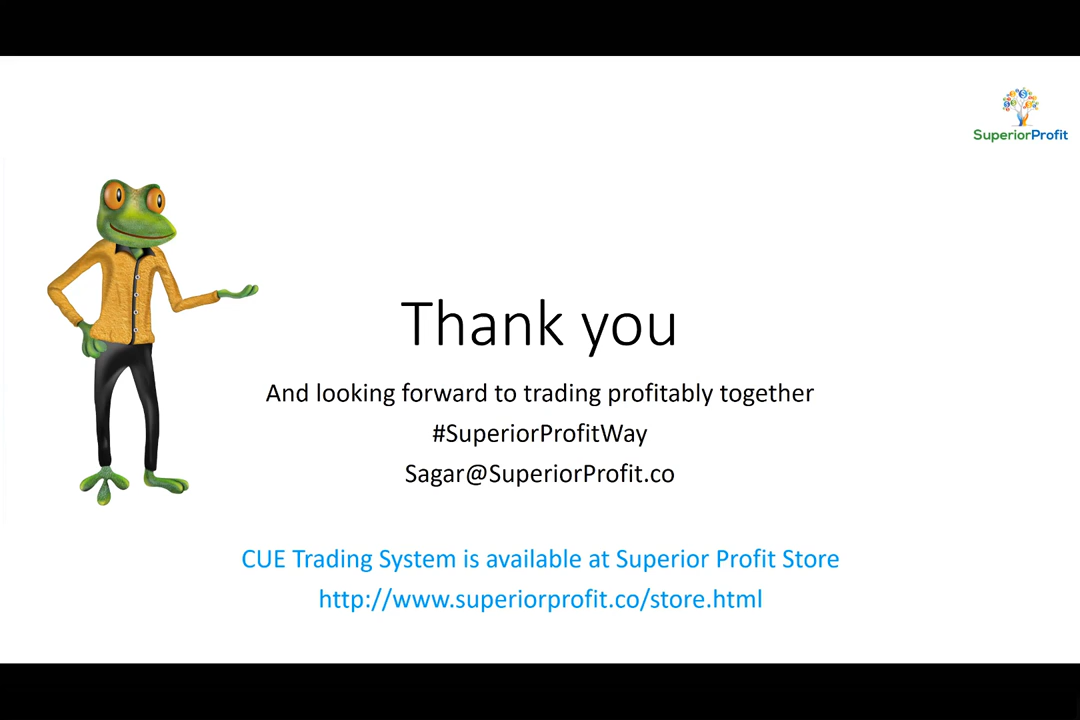 SuperiorProfit
Thank you
And looking forward to trading profitably together
#SuperiorProfitWay
Sagar@SuperiorProfit.co
CUE Trading System is available at Superior Profit Store
http://www.superiorprofit.co/store.html